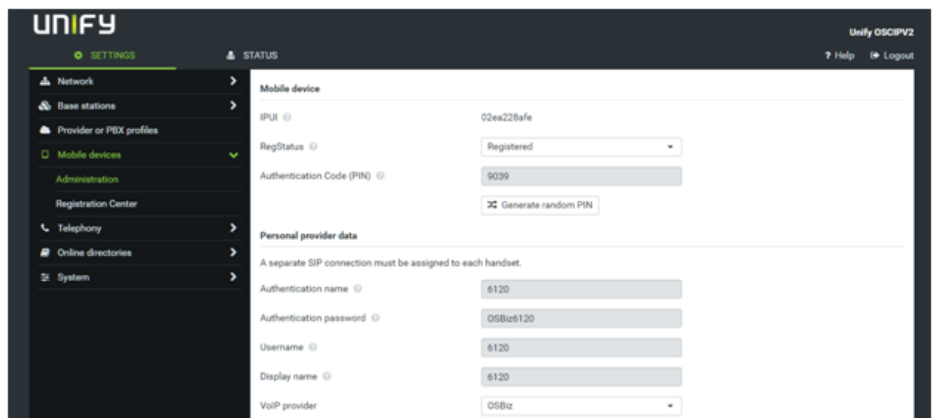 UNIFY
Unify OSCIPV2
SETTINGS
STATUS
? Help
Logout
Network
Base stations
Provider or PBX profiles
Mobile devices
Administration
Registration Center
Telephony
Online directories
System
Mobile device
IPUI
02ea228afe
RegStatus
Registered
Authentication Code (PIN)
9039
Generate random PIN
Personal provider data
A separate SIP connection must be assigned to each handset.
Authentication name
6120
Authentication password
OSBiz6120
Username
6120
Display name
6120
VoIP provider
OSBiz